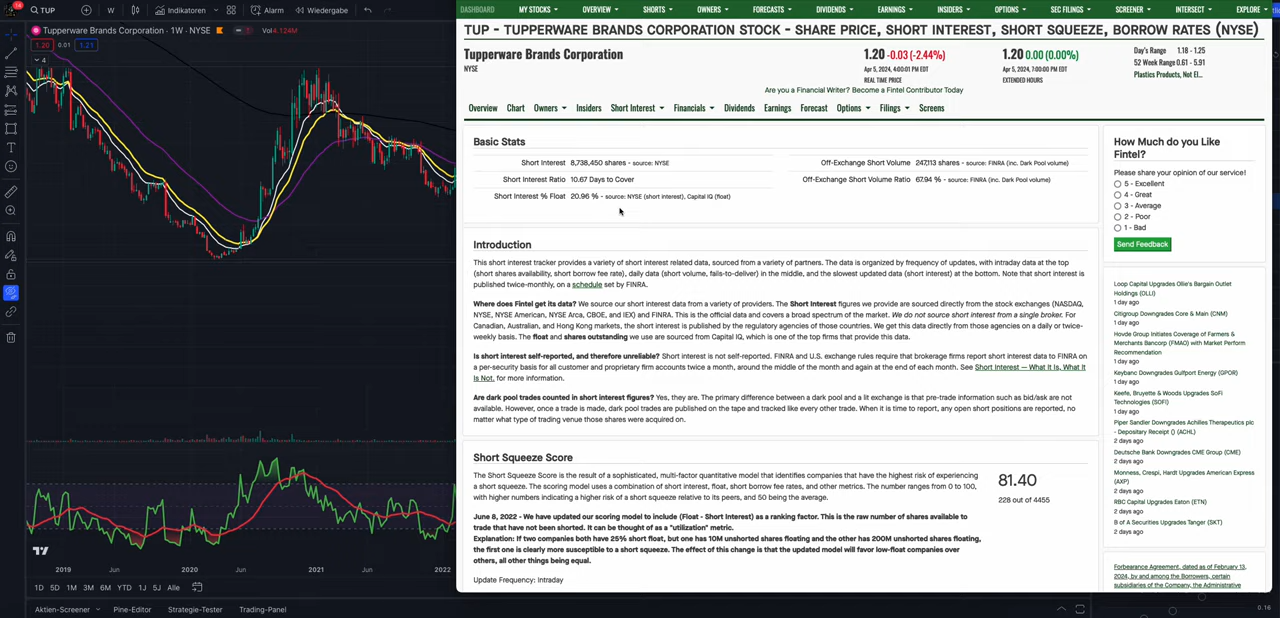 14
TUP
W
Indikatoren
Alarm
Wiedergabe
Tupperware Brands Corporation · 1W · NYSE
Vol 4.124M
1.20 0.01 1.21
4
2019 Jun 2020 Jul 2021 Jun 2022
1D 5D 1M 3M 6M YTD 1J 5J Alle
Aktien-Screener Pine-Editor Strategie-Tester Trading-Panel
DASHBOARD MY STOCKS OVERVIEW SHORTS OWNERS FORECASTS DIVIDENDS EARNINGS INSIDERS OPTIONS SEC FILINGS SCREENER INTERSECT EXPLORE
TUP - TUPPERWARE BRANDS CORPORATION STOCK - SHARE PRICE, SHORT INTEREST, SHORT SQUEEZE, BORROW RATES (NYSE)
Tupperware Brands Corporation
NYSE
1.20 -0.03 (-2.44%)
Apr 5, 2024, 4:00:01 PM EDT
REAL TIME PRICE
1.20 0.00 (0.00%)
Apr 5, 2024, 7:00:00 PM EDT
EXTENDED HOURS
Day's Range 1.18 - 1.25
52 Week Range 0.61 - 5.91
Plastics Products, Not El...
Are you a Financial Writer? Become a Fintel Contributor Today
Overview Chart Owners Insiders Short Interest Financials Dividends Earnings Forecast Options Filings Screens
Basic Stats
Short Interest 8,738,450 shares - source: NYSE
Short Interest Ratio 10.67 Days to Cover
Short Interest % Float 20.96 % - source: NYSE (short interest), Capital IQ (float)
Off-Exchange Short Volume 247,113 shares - source: FINRA (inc. Dark Pool volume)
Off-Exchange Short Volume Ratio 67.94 % - source: FINRA (inc. Dark Pool volume)
Introduction
This short interest tracker provides a variety of short interest related data, sourced from a variety of partners. The data is organized by frequency of updates, with intraday data at the top
(short shares availability, short borrow fee rate), daily data (short volume, fails-to-deliver) in the middle, and the slowest updated data (short interest) at the bottom. Note that short interest is
published twice-monthly, on a schedule set by FINRA.
Where does Fintel get its data? We source our short interest data from a variety of providers. The Short Interest figures we provide are sourced directly from the stock exchanges (NASDAQ,
NYSE, NYSE American, NYSE Arca, CBOE, and IEX) and FINRA. This is the official data and covers a broad spectrum of the market. We do not source short interest from a single broker. For
Canadian, Australian, and Hong Kong markets, the short interest is published by the regulatory agencies of those countries. We get this data directly from those agencies on a daily or twice-
weekly basis. The float and shares outstanding we use are sourced from Capital IQ, which is one of the top firms that provide this data.
Is short interest self-reported, and therefore unreliable? Short interest is not self-reported. FINRA and U.S. exchange rules require that brokerage firms report short interest data to FINRA on
a per-security basis for all customer and proprietary firm accounts twice a month, around the middle of the month and again at the end of each month. See Short Interest — What It Is, What It
Is Not, for more information.
Are dark pool trades counted in short interest figures? Yes, they are. The primary difference between a dark pool and a lit exchange is that pre-trade information such as bid/ask are not
available. However, once a trade is made, dark pool trades are published on the tape and tracked like every other trade. When it is time to report, any open short positions are reported, no
matter what type of trading venue those shares were acquired on.
Short Squeeze Score
The Short Squeeze Score is the result of a sophisticated, multi-factor quantitative model that identifies companies that have the highest risk of experiencing
a short squeeze. The scoring model uses a combination of short interest, float, short borrow fee rates, and other metrics. The number ranges from 0 to 100,
with higher numbers indicating a higher risk of a short squeeze relative to its peers, and 50 being the average.
81.40
228 out of 4455
June 8, 2022 - We have updated our scoring model to include (Float - Short Interest) as a ranking factor. This is the raw number of shares available to
trade that have not been shorted. It can be thought of as a "utilization" metric.
Explanation: If two companies both have 25% short float, but one has 10M unshorted shares floating and the other has 200M unshorted shares floating,
the first one is clearly more susceptible to a short squeeze. The effect of this change is that the updated model will favor low-float companies over
others, all other things being equal.
Update Frequency: Intraday
How Much do you Like
Fintel?
Please share your opinion of our service!
5 - Excellent
4 - Great
3 - Average
2 - Poor
1 - Bad
Send Feedback
Loop Capital Upgrades Ollie's Bargain Outlet
Holdings (OLLI)
1 day ago
Citigroup Downgrades Core & Main (CNM)
1 day ago
Hovde Group Initiates Coverage of Farmers &
Merchants Bancorp (FMAO) with Market Perform
Recommendation
1 day ago
Keybanc Downgrades Gulfport Energy (GPOR)
1 day ago
Keefe, Bruyette & Woods Upgrades SoFi
Technologies (SOFI)
1 day ago
Piper Sandler Downgrades Achilles Therapeutics plc
- Depositary Receipt () (ACHL)
2 days ago
Deutsche Bank Downgrades CME Group (CME)
2 days ago
Monness, Crespi, Hardt Upgrades American Express
(AXP)
2 days ago
RBC Capital Upgrades Eaton (ETN)
2 days ago
B of A Securities Upgrades Tanger (SKT)
2 days ago
Forbearance Agreement, dated as of February 13,
2024, by and among the Borrowers, certain
subsidiaries of the Company, the Administrative
0.16